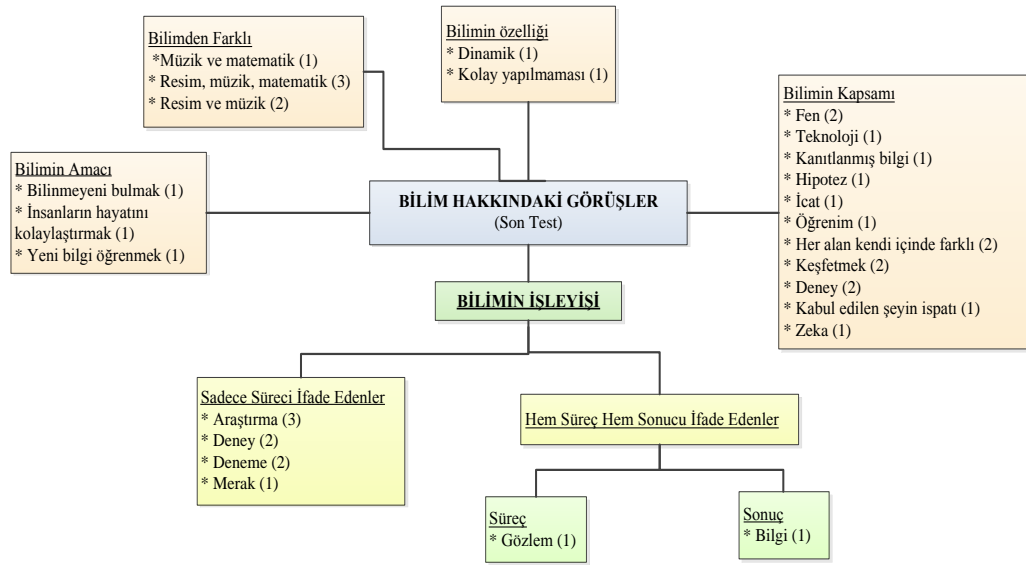 Bilimden Farklı
*Müzik ve matematik (1)
* Resim, müzik, matematik (3)
* Resim ve müzik (2)
Bilimin özelliği
* Dinamik (1)
* Kolay yapılmaması (1)
Bilimin Kapsamı
* Fen (2)
* Teknoloji (1)
* Kanıtlanmış bilgi (1)
* Hipotez (1)
* İcat (1)
* Öğrenim (1)
* Her alan kendi içinde farklı (2)
* Keşfetmek (2)
* Deney (2)
* Kabul edilen şeyin ispatı (1)
* Zeka (1)
Bilimin Amacı
* Bilinmeyeni bulmak (1)
* İnsanların hayatını
kolaylaştırmak (1)
* Yeni bilgi öğrenmek (1)
BİLİM HAKKINDAKİ GÖRÜŞLER
(Son Test)
BİLİMİN İŞLEYİŞİ
Sadece Süreci İfade Edenler
* Araştırma (3)
* Deney (2)
* Deneme (2)
* Merak (1)
Hem Süreç Hem Sonucu İfade Edenler
Süreç
* Gözlem (1)
Sonuç
* Bilgi (1)